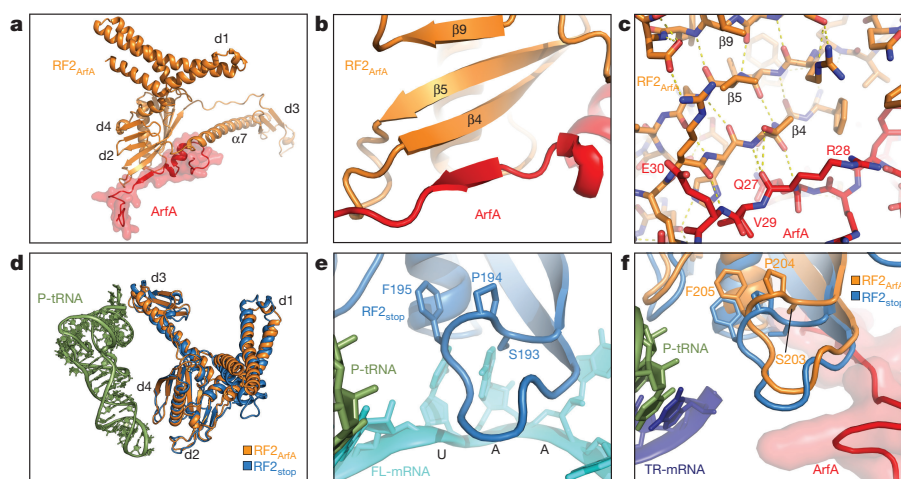 a
d1
RF2ArfA
d3
d4
α7
d2
ArfA
b
β9
RF2ArfA
β5
β4
ArfA
c
β9
RF2ArfA
β5
β4
R28
E30
Q27
V29
ArfA
d
d3
P-tRNA
d1
d4
d2
RF2ArfA
RF2stop
e
F195
P194
RF2stop
S193
P-tRNA
U A A
FL-mRNA
f
P204
RF2ArfA
RF2stop
F205
P-tRNA
S203
TR-mRNA
ArfA